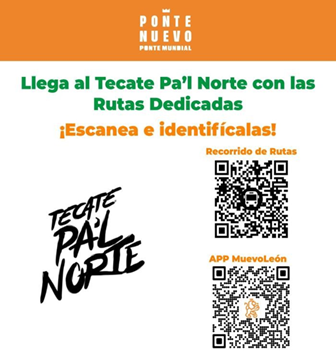 PONTE
NUEVO
PONTE MUNDIAL
Llega al Tecate Pa'l Norte con las
Rutas Dedicadas
¡Escanea e identifícalas!
Recorrido de Rutas
TECATE
PA'L
NORTE
APP MuevoLeón